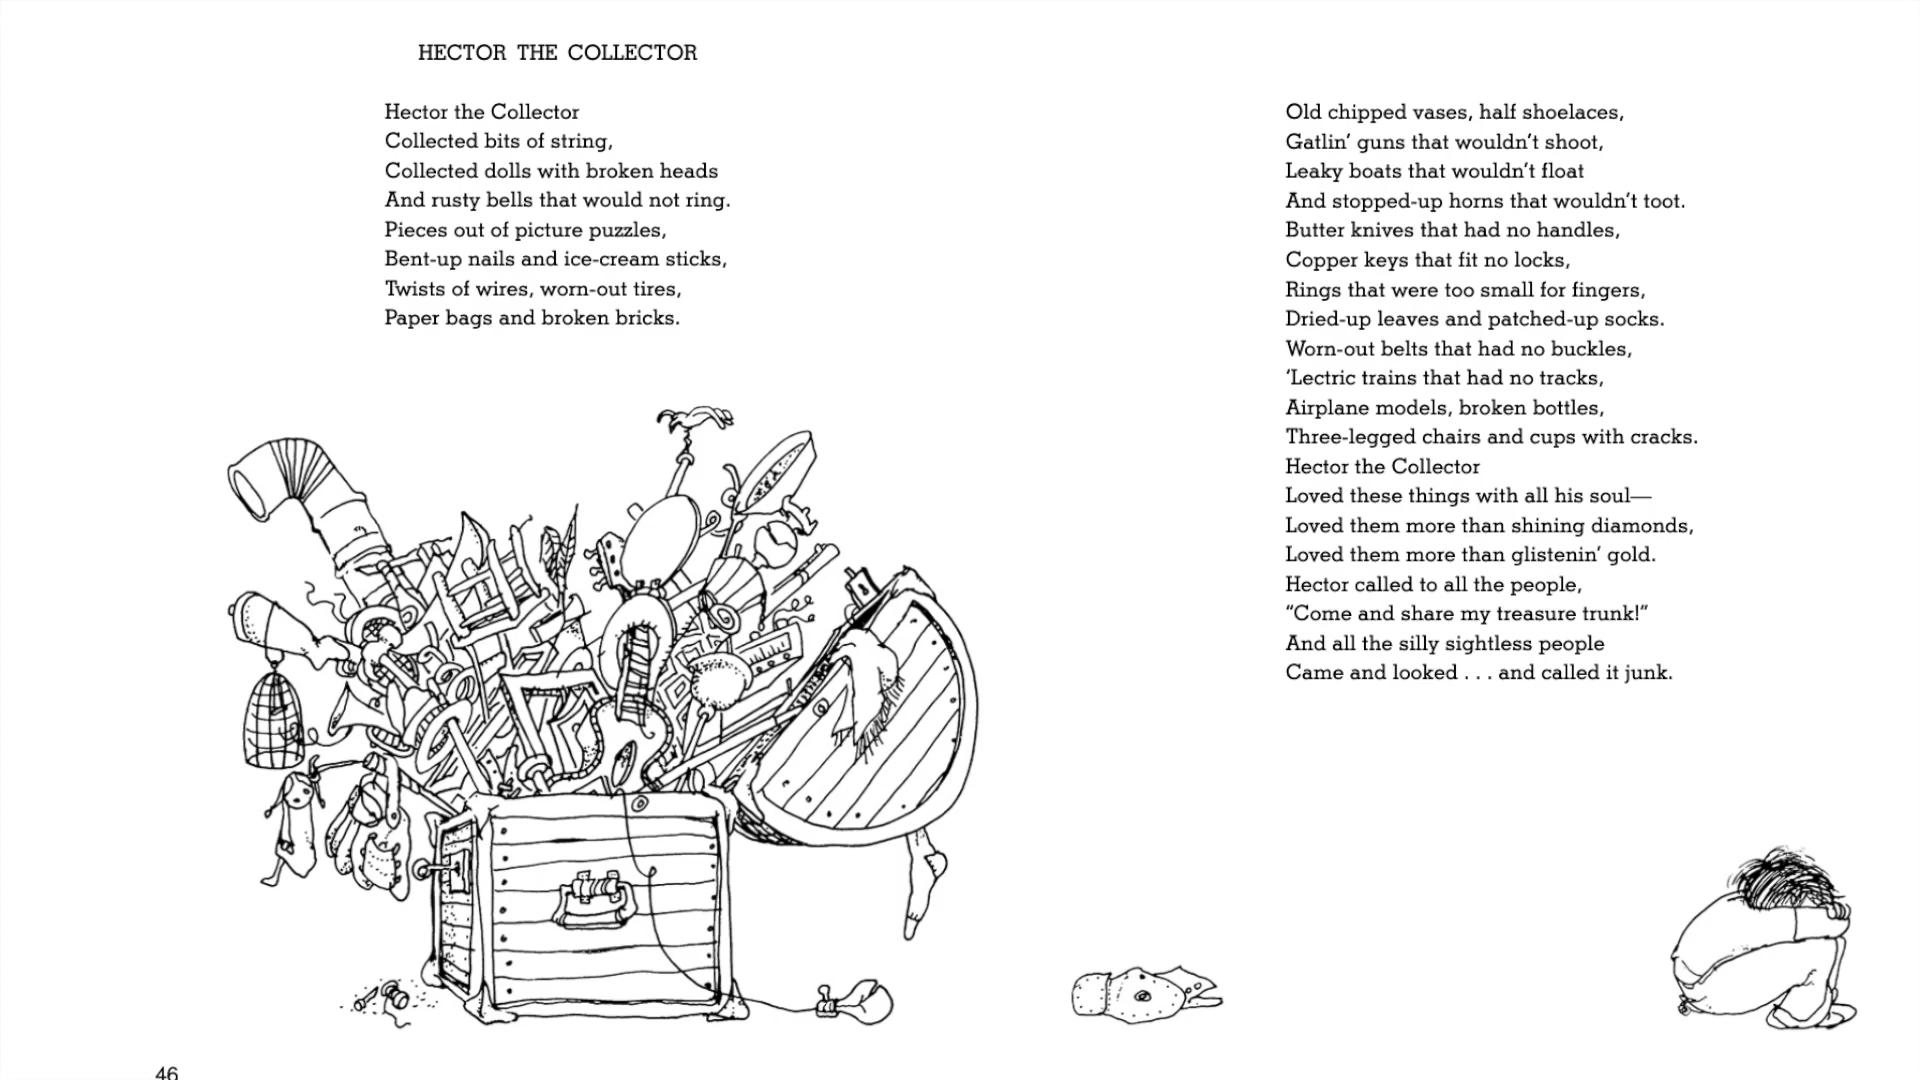 HECTOR THE COLLECTOR
Hector the Collector
Collected bits of string,
Collected dolls with broken heads
And rusty bells that would not ring.
Pieces out of picture puzzles,
Bent-up nails and ice-cream sticks,
Twists of wires, worn-out tires,
Paper bags and broken bricks.
Old chipped vases, half shoelaces,
Gatlin’ guns that wouldn’t shoot,
Leaky boats that wouldn’t float
And stopped-up horns that wouldn’t toot.
Butter knives that had no handles,
Copper keys that fit no locks,
Rings that were too small for fingers,
Dried-up leaves and patched-up socks.
Worn-out belts that had no buckles,
’Lectric trains that had no tracks,
Airplane models, broken bottles,
Three-legged chairs and cups with cracks.
Hector the Collector
Loved these things with all his soul—
Loved them more than shining diamonds,
Loved them more than glistenin’ gold.
Hector called to all the people,
“Come and share my treasure trunk!”
And all the silly sightless people
Came and looked . . . and called it junk.
46